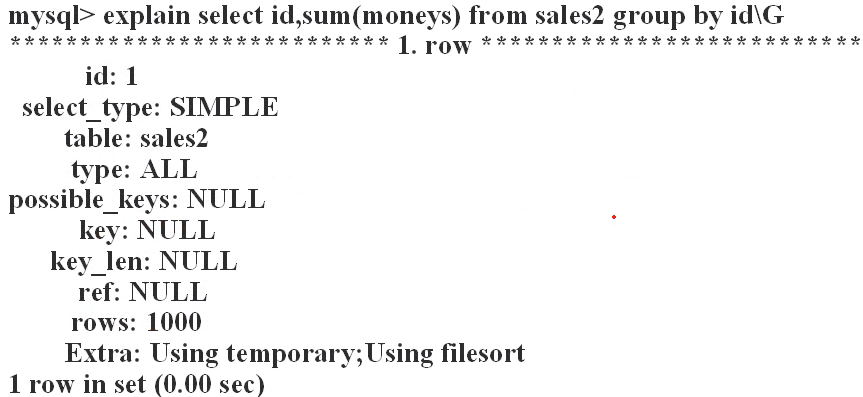 mysql> explain select id,sum(moneys) from sales2 group by id\G
*************************** 1. row ***************************
id: 1
select_type: SIMPLE
table: sales2
type: ALL
possible_keys: NULL
key: NULL
key_len: NULL
ref: NULL
rows: 1000
Extra: Using temporary;Using filesort
1 row in set (0.00 sec)